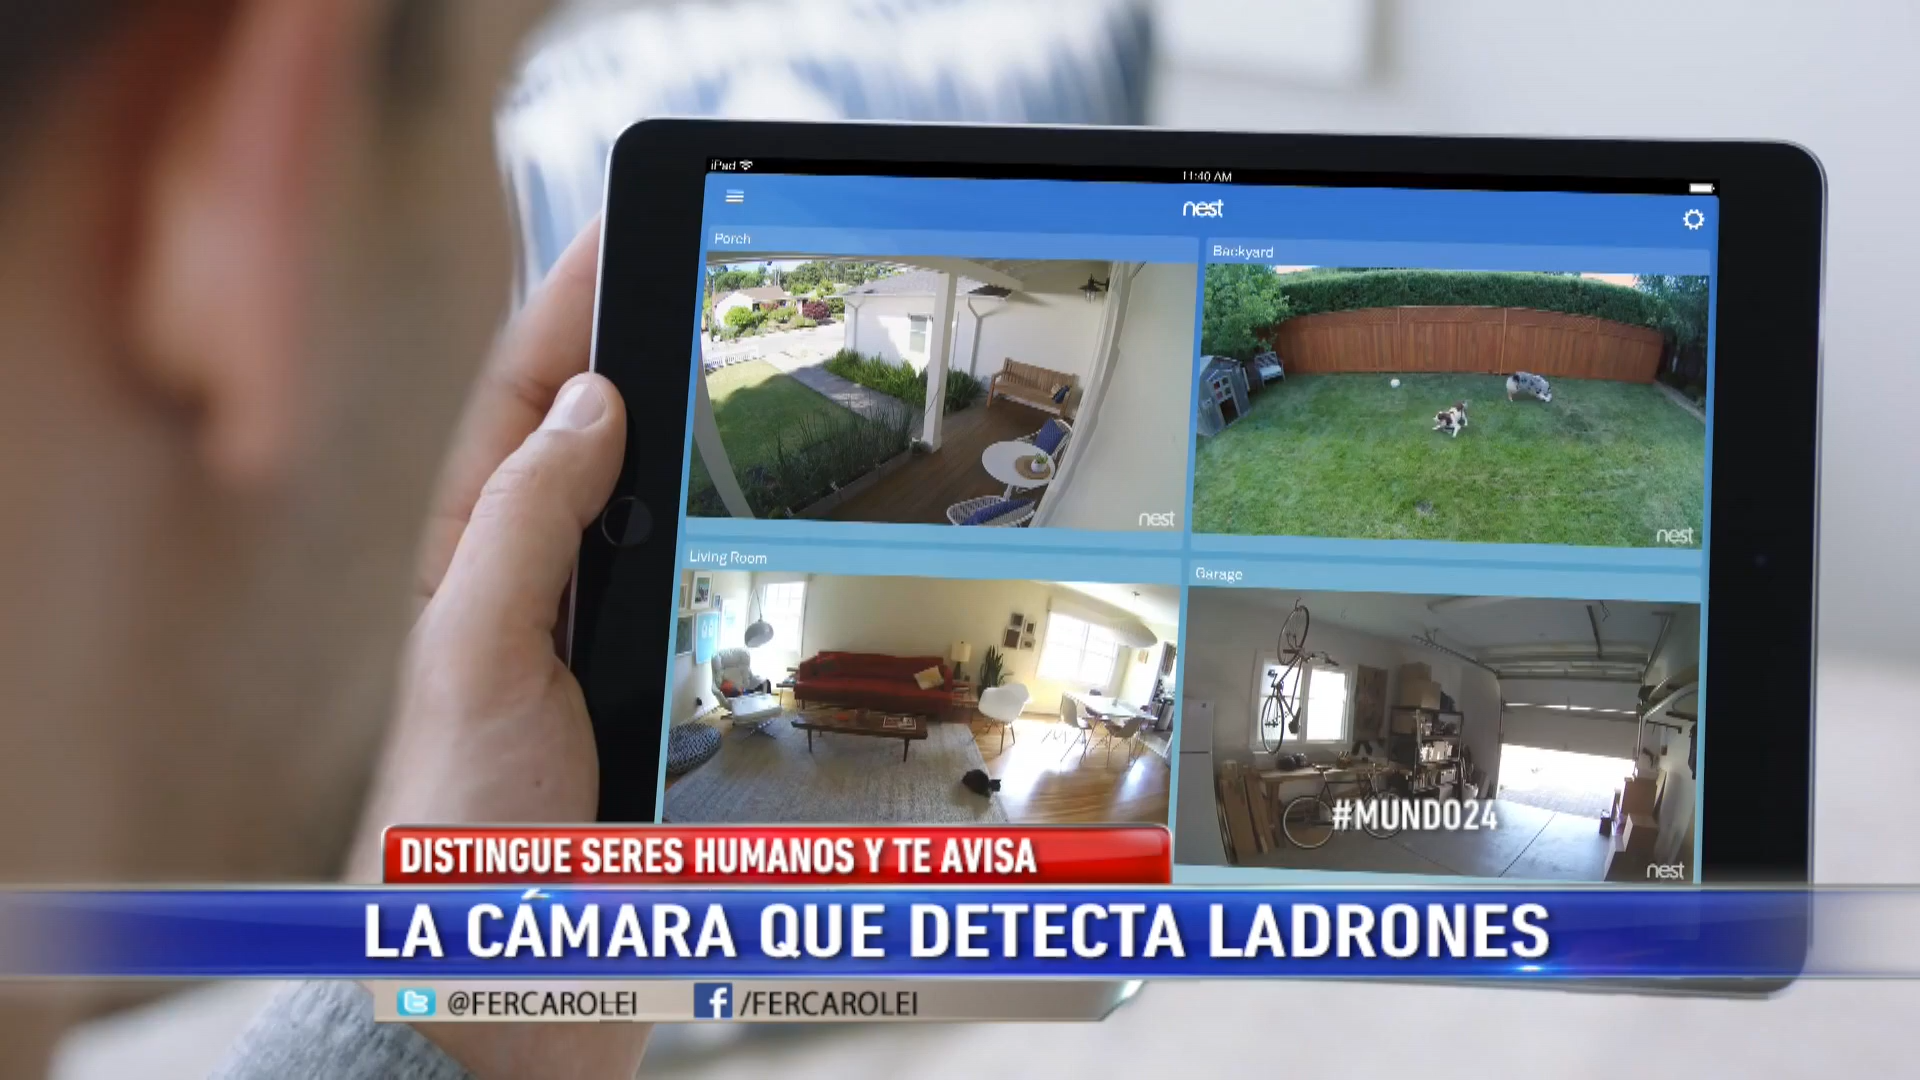 iPad
11:40 AM
nest
Porch
Backyard
nest
nest
Living Room
Garage
#MUNDO24
nest
DISTINGUE SERES HUMANOS Y TE AVISA
LA CÁMARA QUE DETECTA LADRONES
@FERCAROLEI
/FERCAROLEI